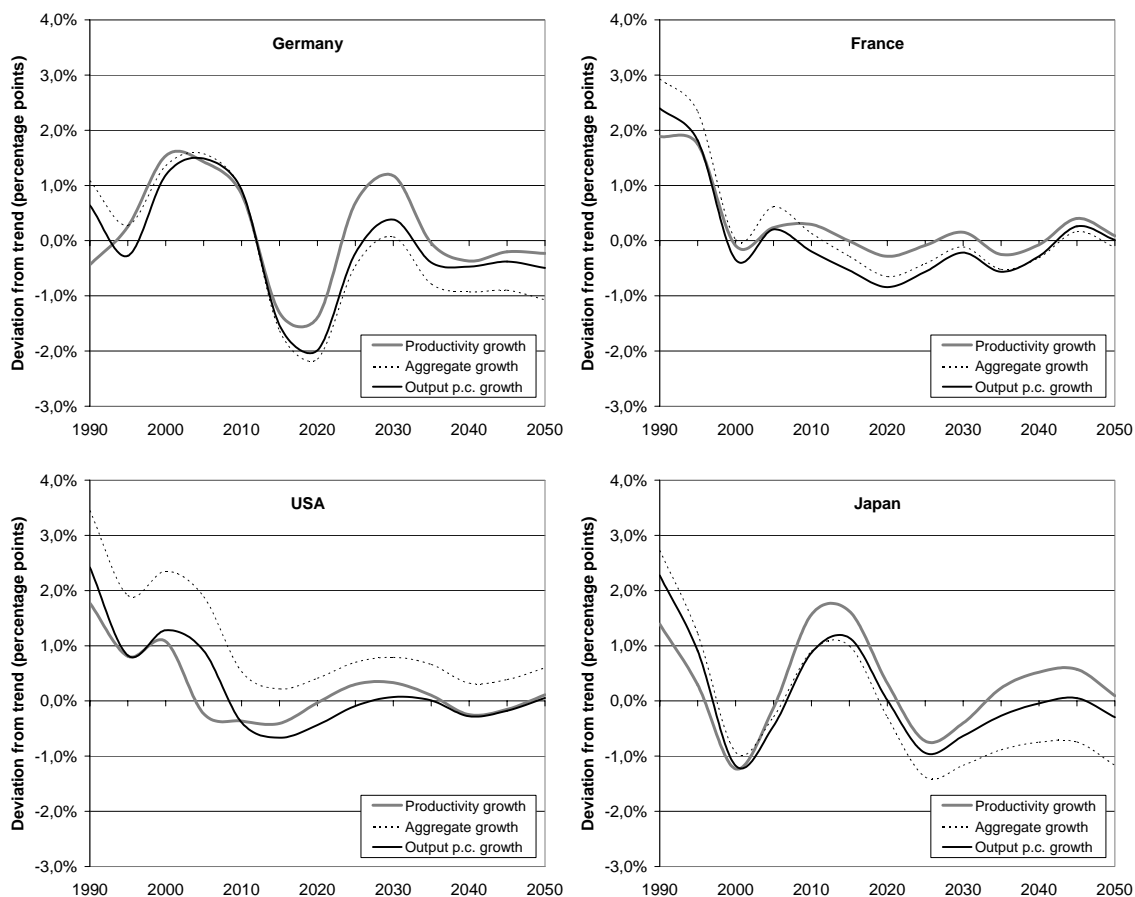 Germany
Deviation from trend (percentage points)
4,0%
3,0%
2,0%
1,0%
0,0%
-1,0%
-2,0%
-3,0%
1990 2000 2010 2020 2030 2040 2050
Productivity growth
Aggregate growth
Output p.c. growth
France
Deviation from trend (percentage points)
4,0%
3,0%
2,0%
1,0%
0,0%
-1,0%
-2,0%
-3,0%
1990 2000 2010 2020 2030 2040 2050
Productivity growth
Aggregate growth
Output p.c. growth
USA
Deviation from trend (percentage points)
4,0%
3,0%
2,0%
1,0%
0,0%
-1,0%
-2,0%
-3,0%
1990 2000 2010 2020 2030 2040 2050
Productivity growth
Aggregate growth
Output p.c. growth
Japan
Deviation from trend (percentage points)
4,0%
3,0%
2,0%
1,0%
0,0%
-1,0%
-2,0%
-3,0%
1990 2000 2010 2020 2030 2040 2050
Productivity growth
Aggregate growth
Output p.c. growth